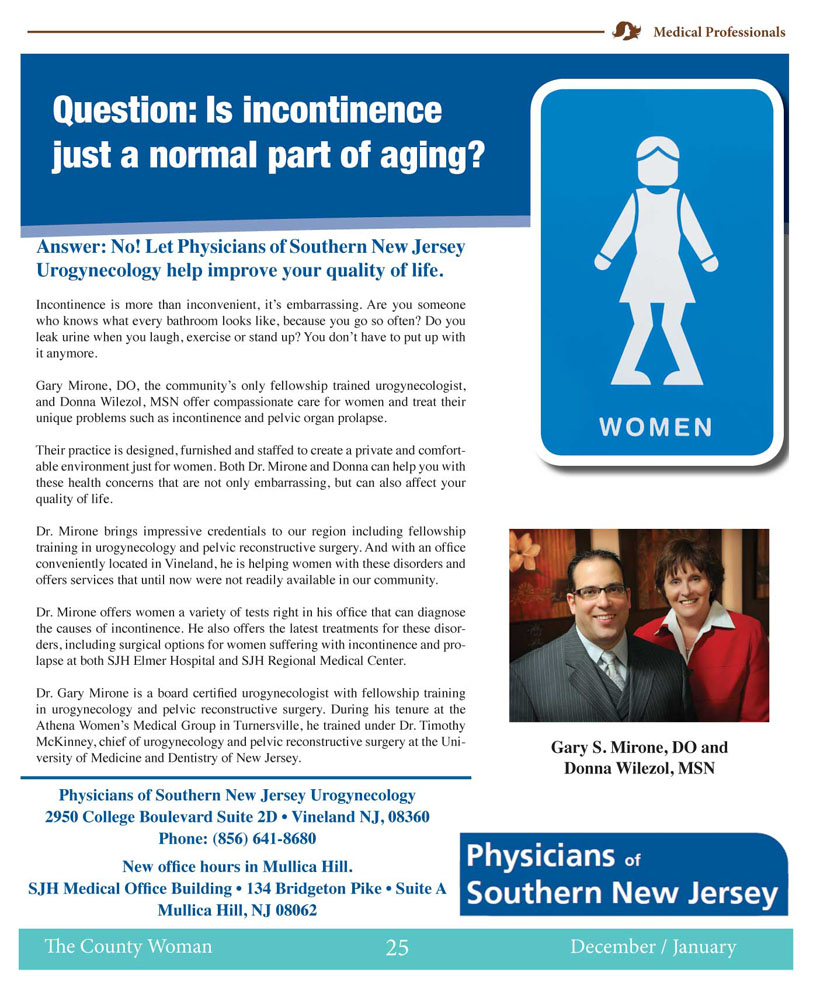 Medical Professionals
Question: Is incontinence
just a normal part of aging?
WOMEN
Answer: No! Let Physicians of Southern New Jersey
Urogynecology help improve your quality of life.
Incontinence is more than inconvenient, it's embarrassing. Are you someone
who knows what every bathroom looks like, because you go so often? Do you
leak urine when you laugh, exercise or stand up? You don't have to put up with
it anymore.
Gary Mirone, DO, the community's only fellowship trained urogynecologist,
and Donna Wilezol, MSN offer compassionate care for women and treat their
unique problems such as incontinence and pelvic organ prolapse.
Their practice is designed, furnished and staffed to create a private and comfort-
able environment just for women. Both Dr. Mirone and Donna can help you with
these health concerns that are not only embarrassing, but can also affect your
quality of life.
Dr. Mirone brings impressive credentials to our region including fellowship
training in urogynecology and pelvic reconstructive surgery. And with an office
conveniently located in Vineland, he is helping women with these disorders and
offers services that until now were not readily available in our community.
Dr. Mirone offers women a variety of tests right in his office that can diagnose
the causes of incontinence. He also offers the latest treatments for these disor-
ders, including surgical options for women suffering with incontinence and pro-
lapse at both SJH Elmer Hospital and SJH Regional Medical Center.
Dr. Gary Mirone is a board certified urogynecologist with fellowship training
in urogynecology and pelvic reconstructive surgery. During his tenure at the
Athena Women's Medical Group in Turnersville, he trained under Dr. Timothy
McKinney, chief of urogynecology and pelvic reconstructive surgery at the Uni-
versity of Medicine and Dentistry of New Jersey.
Gary S. Mirone, DO and
Donna Wilezol, MSN
Physicians of Southern New Jersey Urogynecology
2950 College Boulevard Suite 2D • Vineland NJ, 08360
Phone: (856) 641-8680
New office hours in Mullica Hill.
SJH Medical Office Building • 134 Bridgeton Pike • Suite A
Mullica Hill, NJ 08062
Physicians of
Southern New Jersey
The County Woman
25
December / January